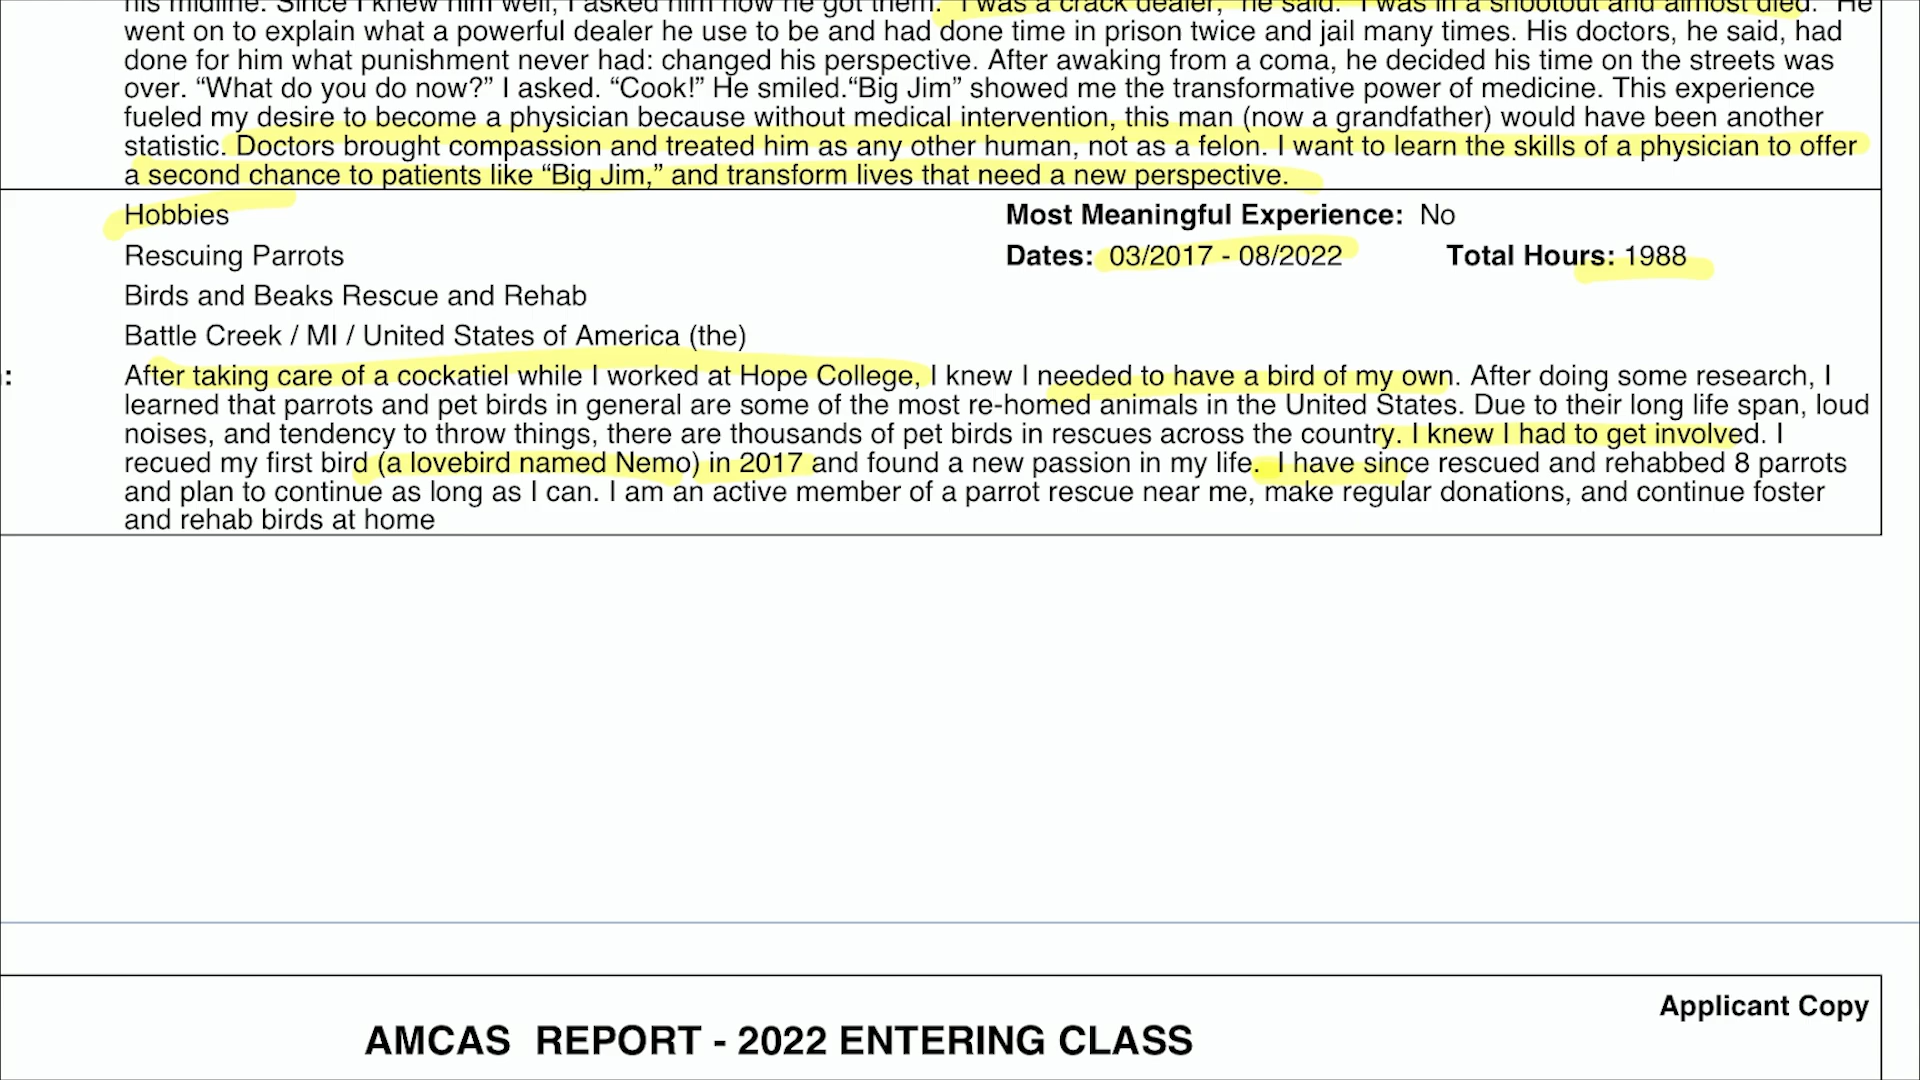 his midline. Since I knew him well, I asked him how he got them. “I was a crack dealer,” he said. “I was in a shootout and almost died.” He
went on to explain what a powerful dealer he use to be and had done time in prison twice and jail many times. His doctors, he said, had
done for him what punishment never had: changed his perspective. After awaking from a coma, he decided his time on the streets was
over. “What do you do now?” I asked. “Cook!” He smiled.“Big Jim” showed me the transformative power of medicine. This experience
fueled my desire to become a physician because without medical intervention, this man (now a grandfather) would have been another
statistic. Doctors brought compassion and treated him as any other human, not as a felon. I want to learn the skills of a physician to offer
a second chance to patients like “Big Jim,” and transform lives that need a new perspective.
Hobbies Most Meaningful Experience: No
Rescuing Parrots Dates: 03/2017 - 08/2022 Total Hours: 1988
Birds and Beaks Rescue and Rehab
Battle Creek / MI / United States of America (the)
: After taking care of a cockatiel while I worked at Hope College, I knew I needed to have a bird of my own. After doing some research, I
learned that parrots and pet birds in general are some of the most re-homed animals in the United States. Due to their long life span, loud
noises, and tendency to throw things, there are thousands of pet birds in rescues across the country. I knew I had to get involved. I
recued my first bird (a lovebird named Nemo) in 2017 and found a new passion in my life. I have since rescued and rehabbed 8 parrots
and plan to continue as long as I can. I am an active member of a parrot rescue near me, make regular donations, and continue foster
and rehab birds at home
Applicant Copy
AMCAS REPORT - 2022 ENTERING CLASS